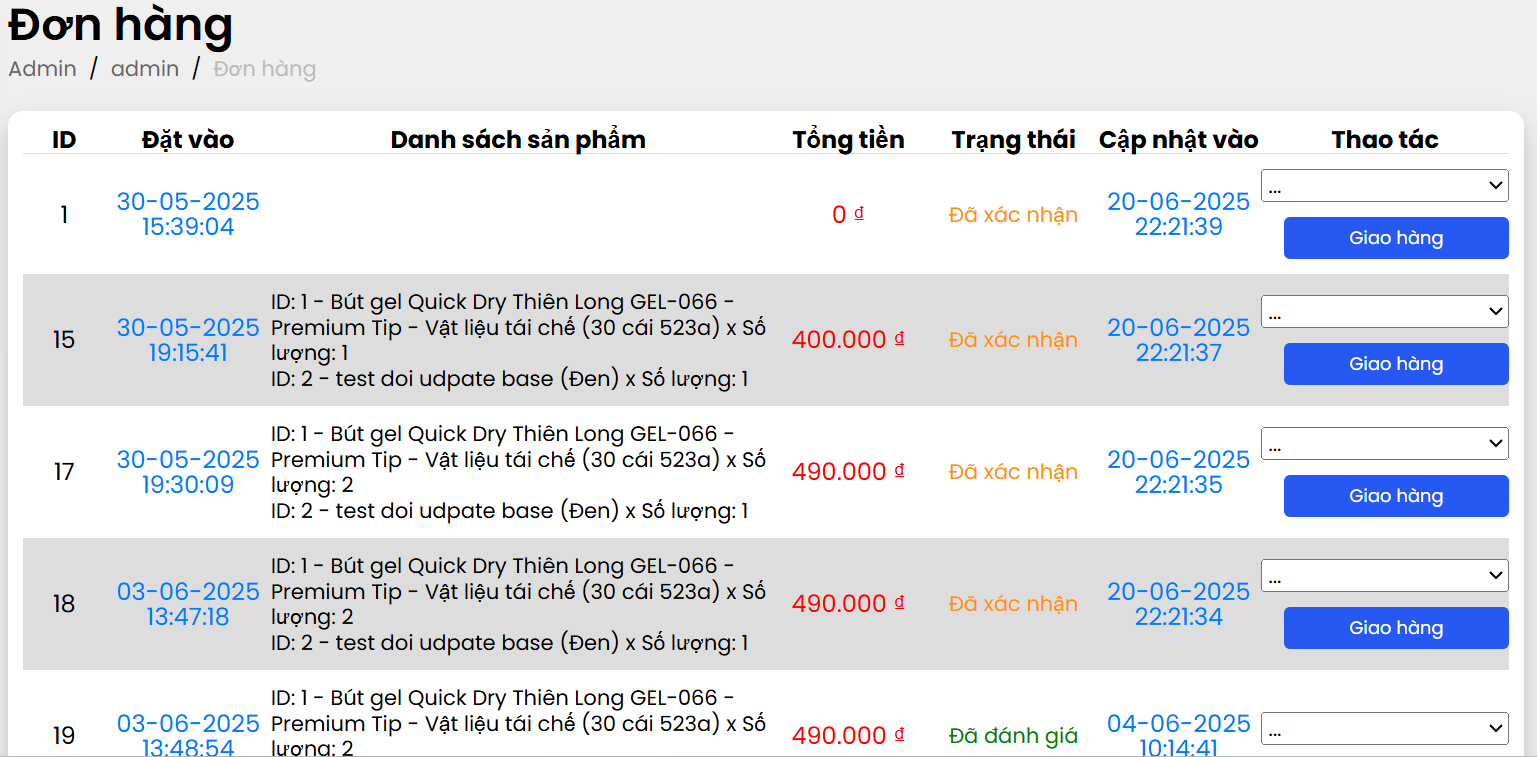 Đơn hàng
Admin / admin / Đơn hàng
ID Đặt vào Danh sách sản phẩm Tổng tiền Trạng thái Cập nhật vào Thao tác
1
30-05-2025
15:39:04
0 đ
Đã xác nhận
20-06-2025
22:21:39
...
Giao hàng
15
30-05-2025
19:15:41
ID: 1 - Bút gel Quick Dry Thiên Long GEL-066 -
Premium Tip - Vật liệu tái chế (30 cái 523a) x Số
lượng: 1
ID: 2 - test doi udpate base (Đen) x Số lượng: 1
400.000 đ
Đã xác nhận
20-06-2025
22:21:37
...
Giao hàng
17
30-05-2025
19:30:09
ID: 1 - Bút gel Quick Dry Thiên Long GEL-066 -
Premium Tip - Vật liệu tái chế (30 cái 523a) x Số
lượng: 2
ID: 2 - test doi udpate base (Đen) x Số lượng: 1
490.000 đ
Đã xác nhận
20-06-2025
22:21:35
...
Giao hàng
18
03-06-2025
13:47:18
ID: 1 - Bút gel Quick Dry Thiên Long GEL-066 -
Premium Tip - Vật liệu tái chế (30 cái 523a) x Số
lượng: 2
ID: 2 - test doi udpate base (Đen) x Số lượng: 1
490.000 đ
Đã xác nhận
20-06-2025
22:21:34
...
Giao hàng
19
03-06-2025
13:48:54
ID: 1 - Bút gel Quick Dry Thiên Long GEL-066 -
Premium Tip - Vật liệu tái chế (30 cái 523a) x Số
lượng: 2
490.000 đ
Đã đánh giá
04-06-2025
10:14:41
...